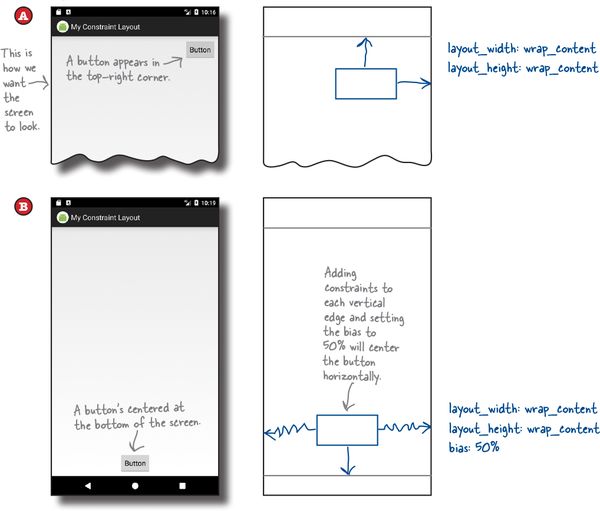 A
10:16
My Constraint Layout
Button
This is
how we
want
the
screen
to look.
A button appears in
the top-right corner.
layout_width: wrap_content
layout_height: wrap_content
B
10:19
My Constraint Layout
A button's centered at
the bottom of the screen.
Button
Adding
constraints to
each vertical
edge and setting
the bias to
50% will center
the button
horizontally.
layout_width: wrap_content
layout_height: wrap_content
bias: 50%